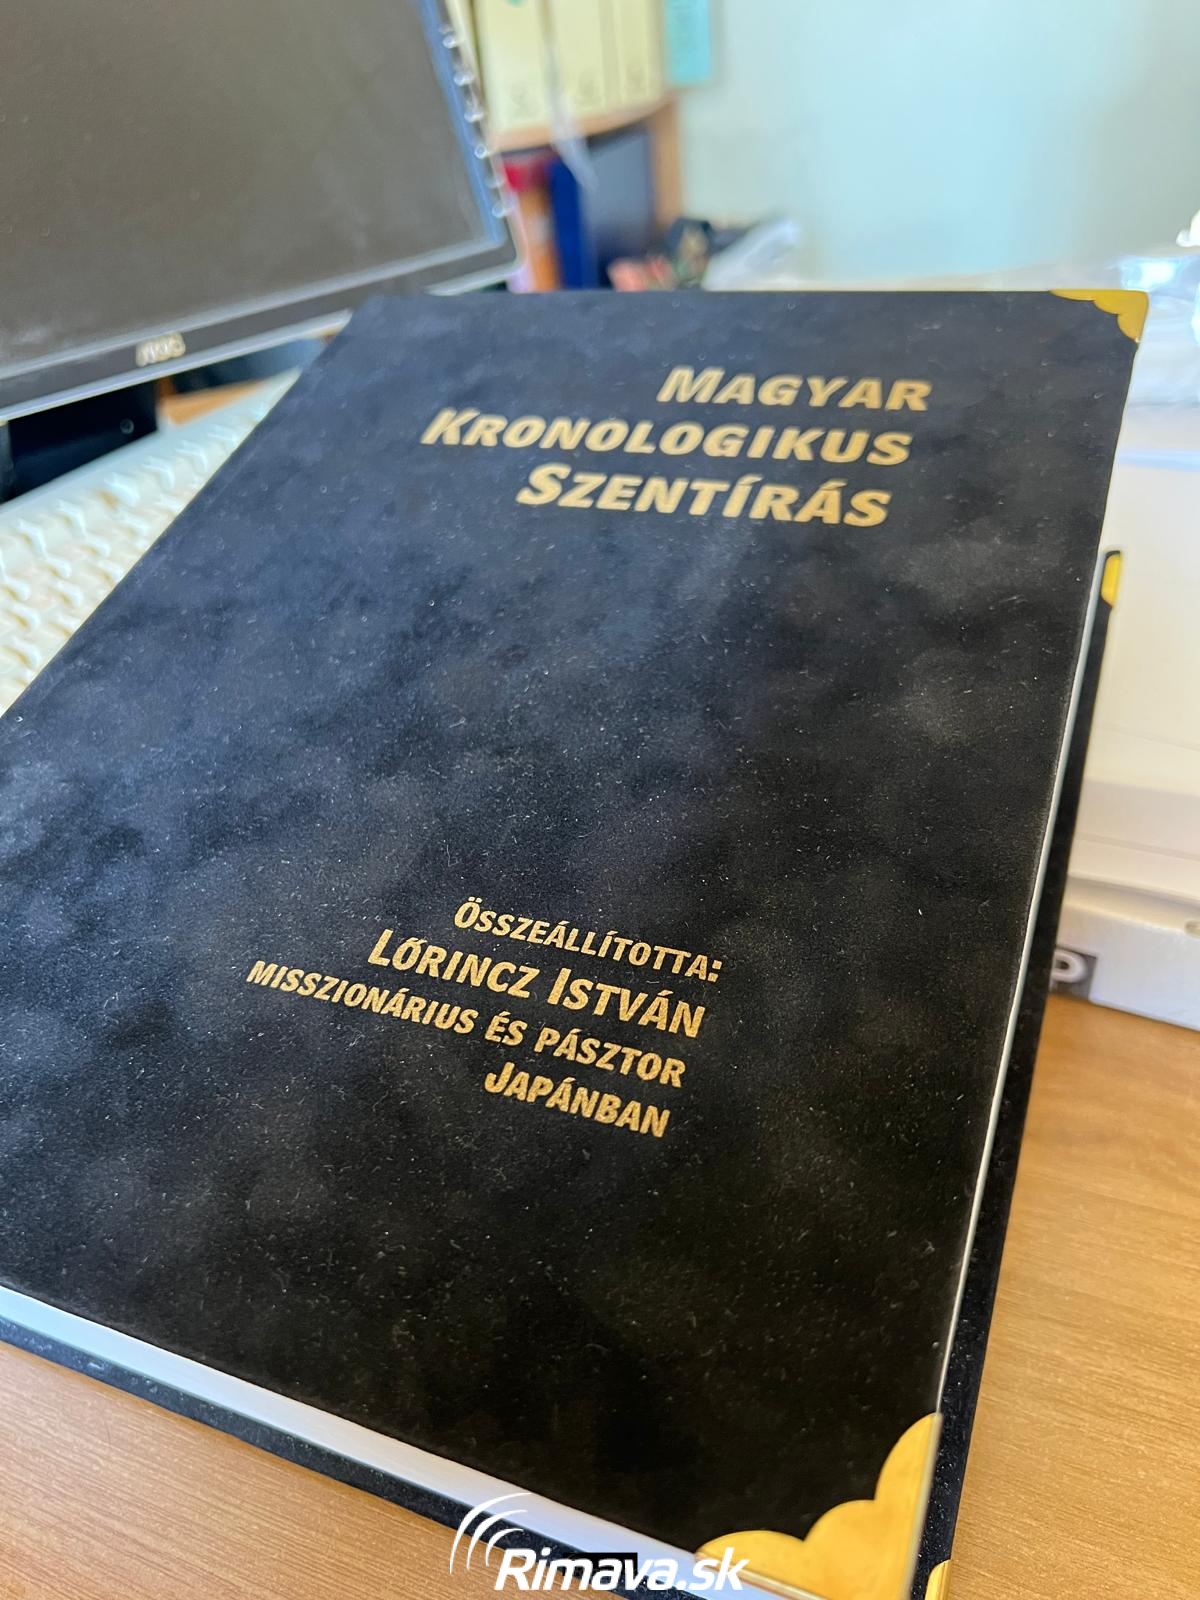 MAGYAR
KRONOLOGIKUS
SZENTÍRÁS
ÖSSZEÁLLÍTOTTA:
LŐRINCZ ISTVÁN
MISSZIONÁRIUS ÉS PÁSZTOR
JAPÁNBAN
Rimava.sk